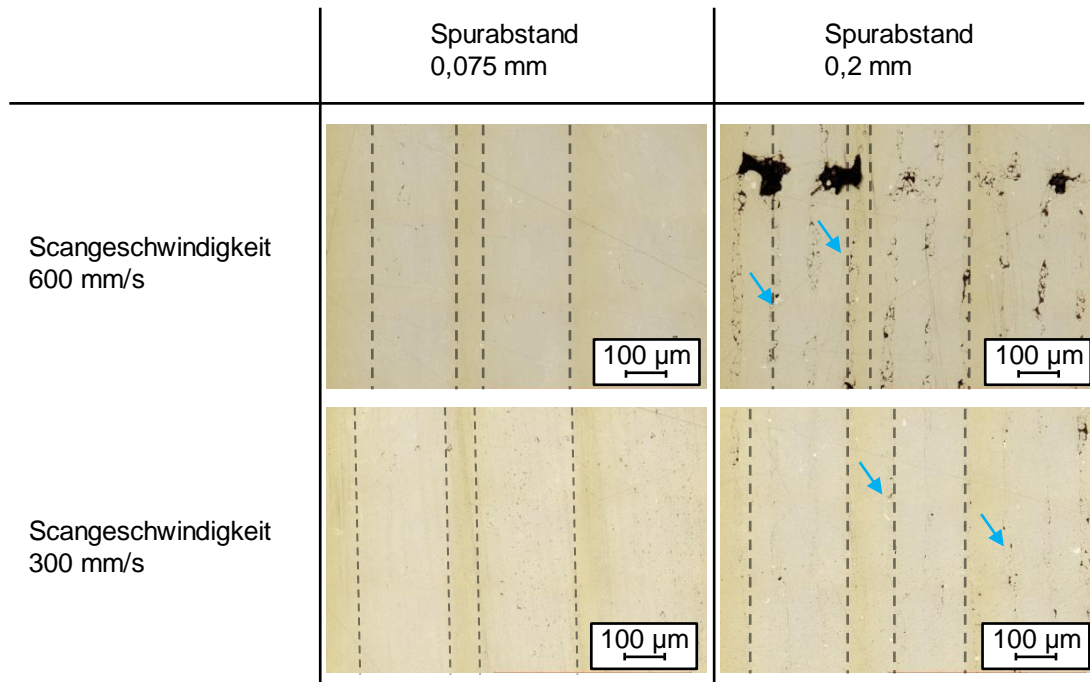 Spurabstand
0,075 mm
Spurabstand
0,2 mm
Scangeschwindigkeit
600 mm/s
100 µm
100 µm
Scangeschwindigkeit
300 mm/s
100 µm
100 µm